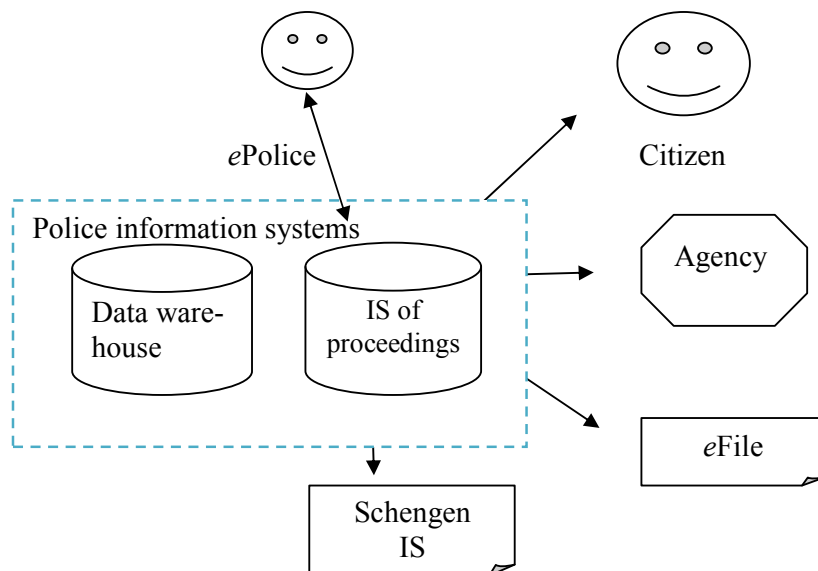 ePolice
Citizen
Police information systems
Data ware-
house
IS of
proceedings
Agency
eFile
Schengen
IS